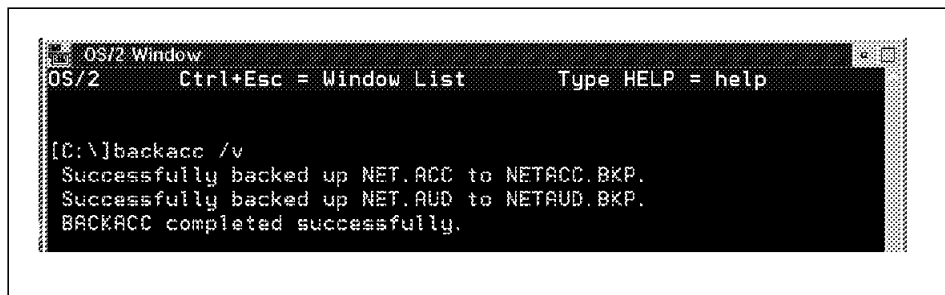 OS/2 Window
OS/2 Ctrl+Esc = Window List Type HELP = help
[C:\]backacc /v
Successfully backed up NET.ACC to NETACC.BKP.
Successfully backed up NET.AUD to NETAUD.BKP.
BACKACC completed successfully.